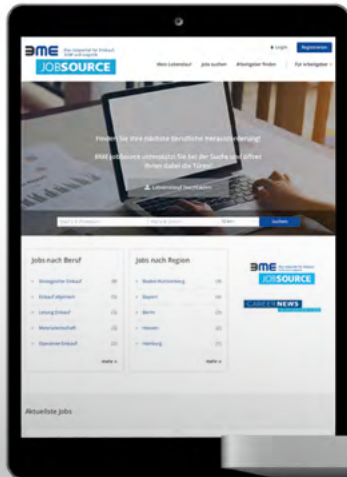 BME
JOBSOURCE
Login
Registrieren
Mein Lebenslauf Jobs suchen Arbeitgeber finden Für Arbeitgeber
Finden Sie Ihre nächste berufliche Herausforderung!
BME JobSource unterstützt Sie bei der Suche und öffnet
Ihnen dabei die Türen!
Lebenslauf hochladen
Suchen
Jobs nach Beruf
Strategischer Einkauf
Einkauf allgemein
Leitung Einkauf
Materialwirtschaft
Operativer Einkauf
mehr »
Jobs nach Region
Baden-Württemberg
Bayern
Berlin
Hessen
Hamburg
mehr »
BME
JOBSOURCE
CAREERNEWS
Aktuellste Jobs